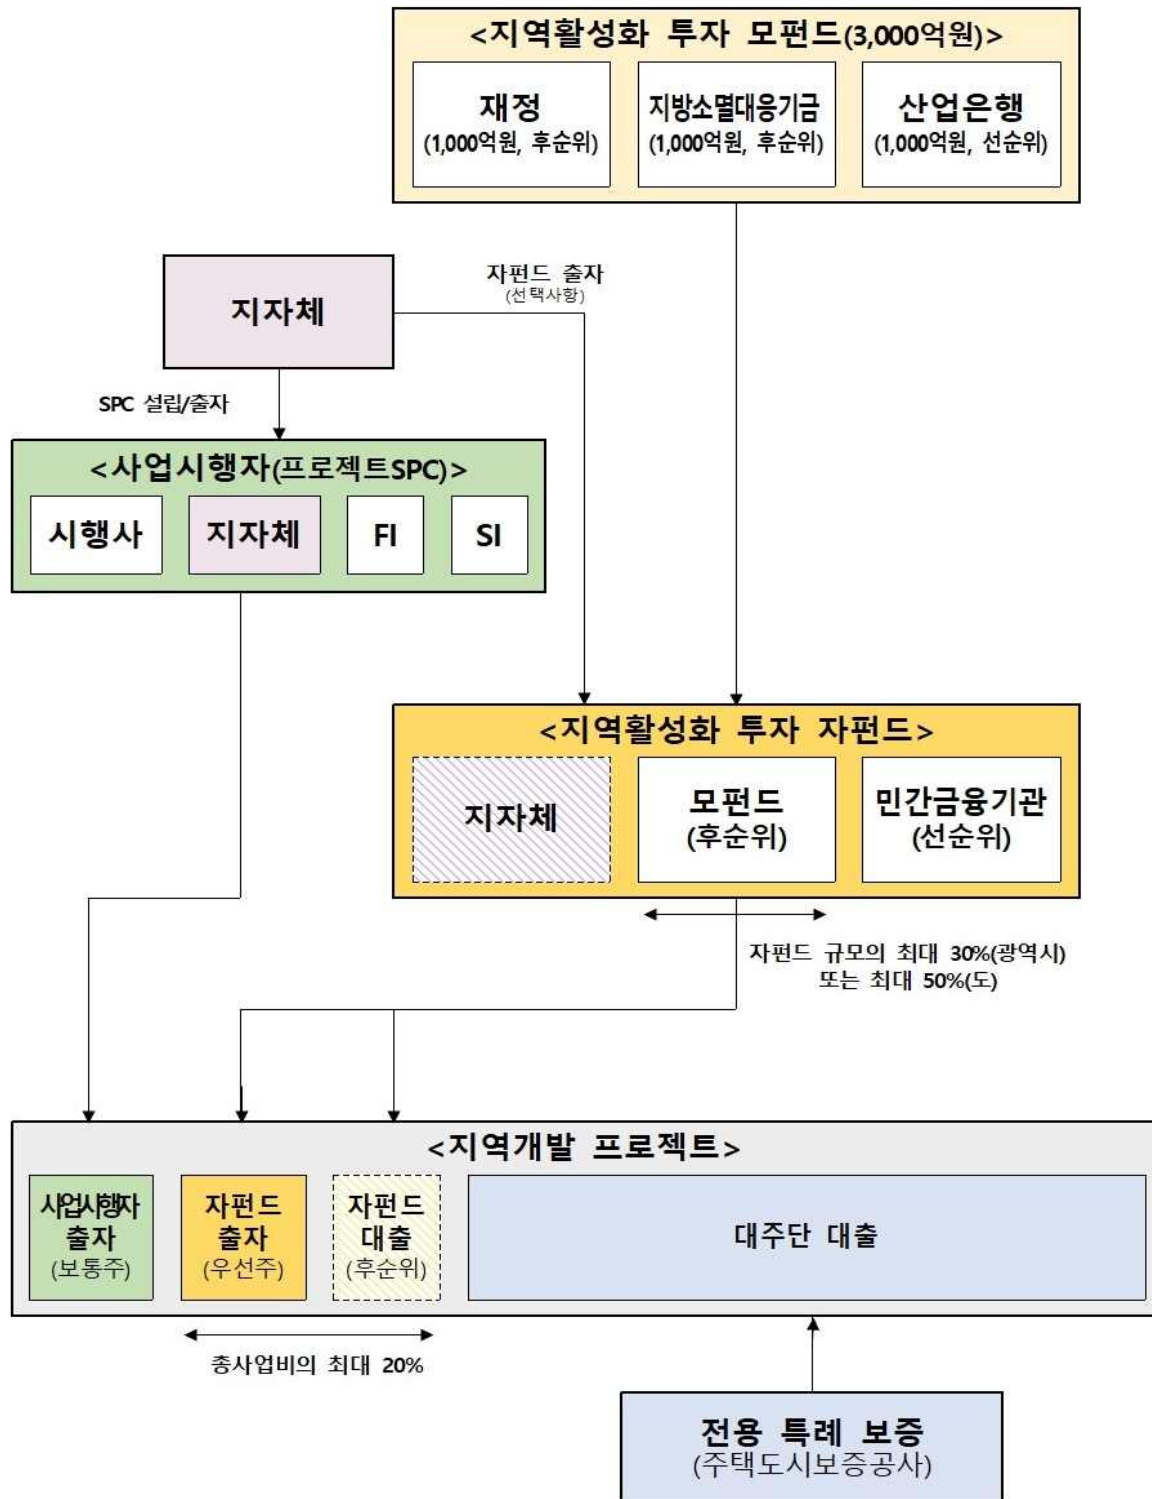 <지역활성화 투자 모펀드(3,000억원)>
재정
(1,000억원, 후순위)
지방소멸대응기금
(1,000억원, 후순위)
산업은행
(1,000억원, 선순위)
지자체
자펀드 출자
(선택사항)
SPC 설립/출자
<사업시행자(프로젝트SPC)>
시행사
지자체
FI
SI
<지역활성화 투자 자펀드>
지자체
모펀드
(후순위)
민간금융기관
(선순위)
자펀드 규모의 최대 30%(광역시)
또는 최대 50%(도)
<지역개발 프로젝트>
사업시행자
출자
(보통주)
자펀드
출자
(우선주)
자펀드
대출
(후순위)
대주단 대출
총사업비의 최대 20%
전용 특례 보증
(주택도시보증공사)